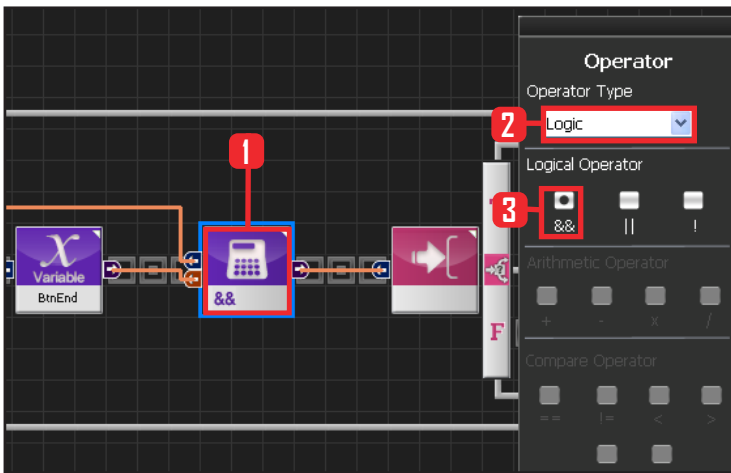 Operator
Operator Type
2
Logic
1
Logical Operator
3
&& || !
X
Variable
BtnEnd
&&
?
F
Arithmetic Operator
+ - x /
Compare Operator
== != < >